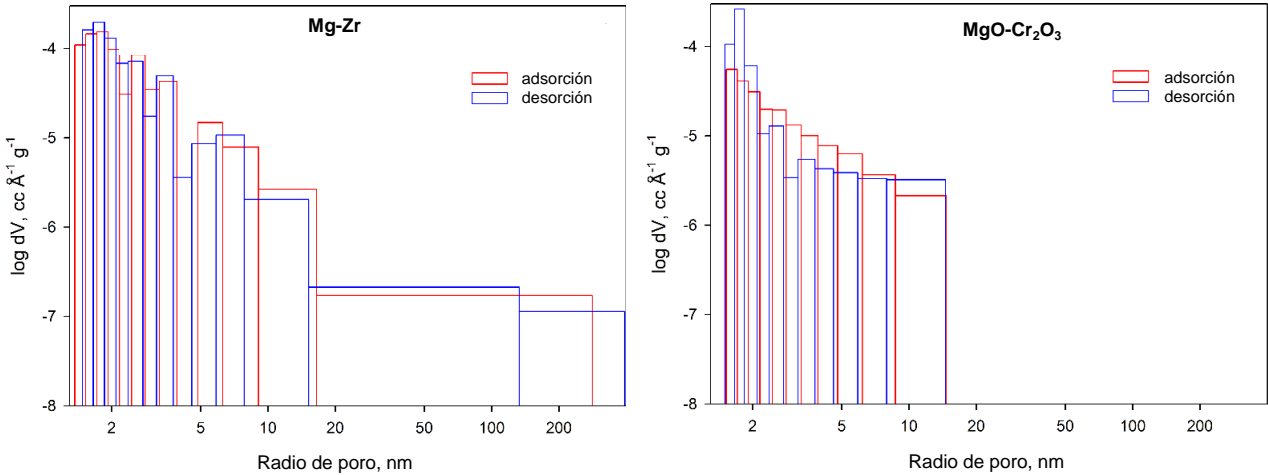 Mg-Zr
adsorción
desorción
log dV, cc Å⁻¹ g⁻¹
-4
-5
-6
-7
-8
2 5 10 20 50 100 200
Radio de poro, nm
MgO-Cr₂O₃
adsorción
desorción
log dV, cc Å⁻¹ g⁻¹
-4
-5
-6
-7
-8
2 5 10 20 50 100 200
Radio de poro, nm